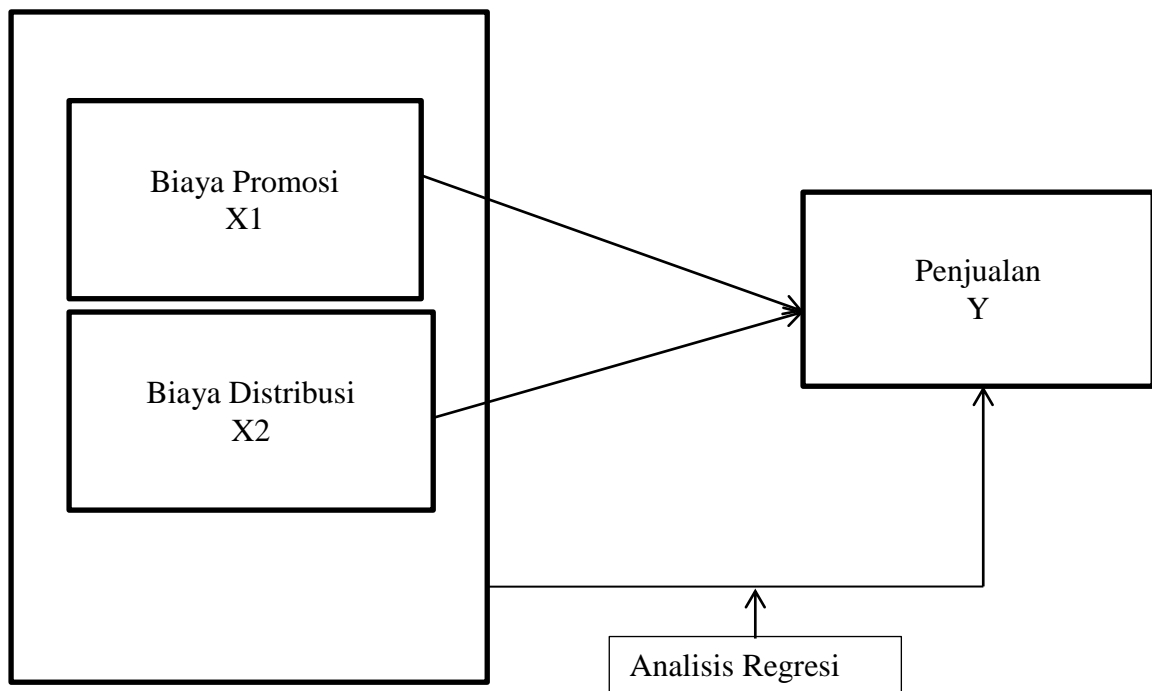 Biaya Promosi
X1
Biaya Distribusi
X2
Penjualan
Y
Analisis Regresi